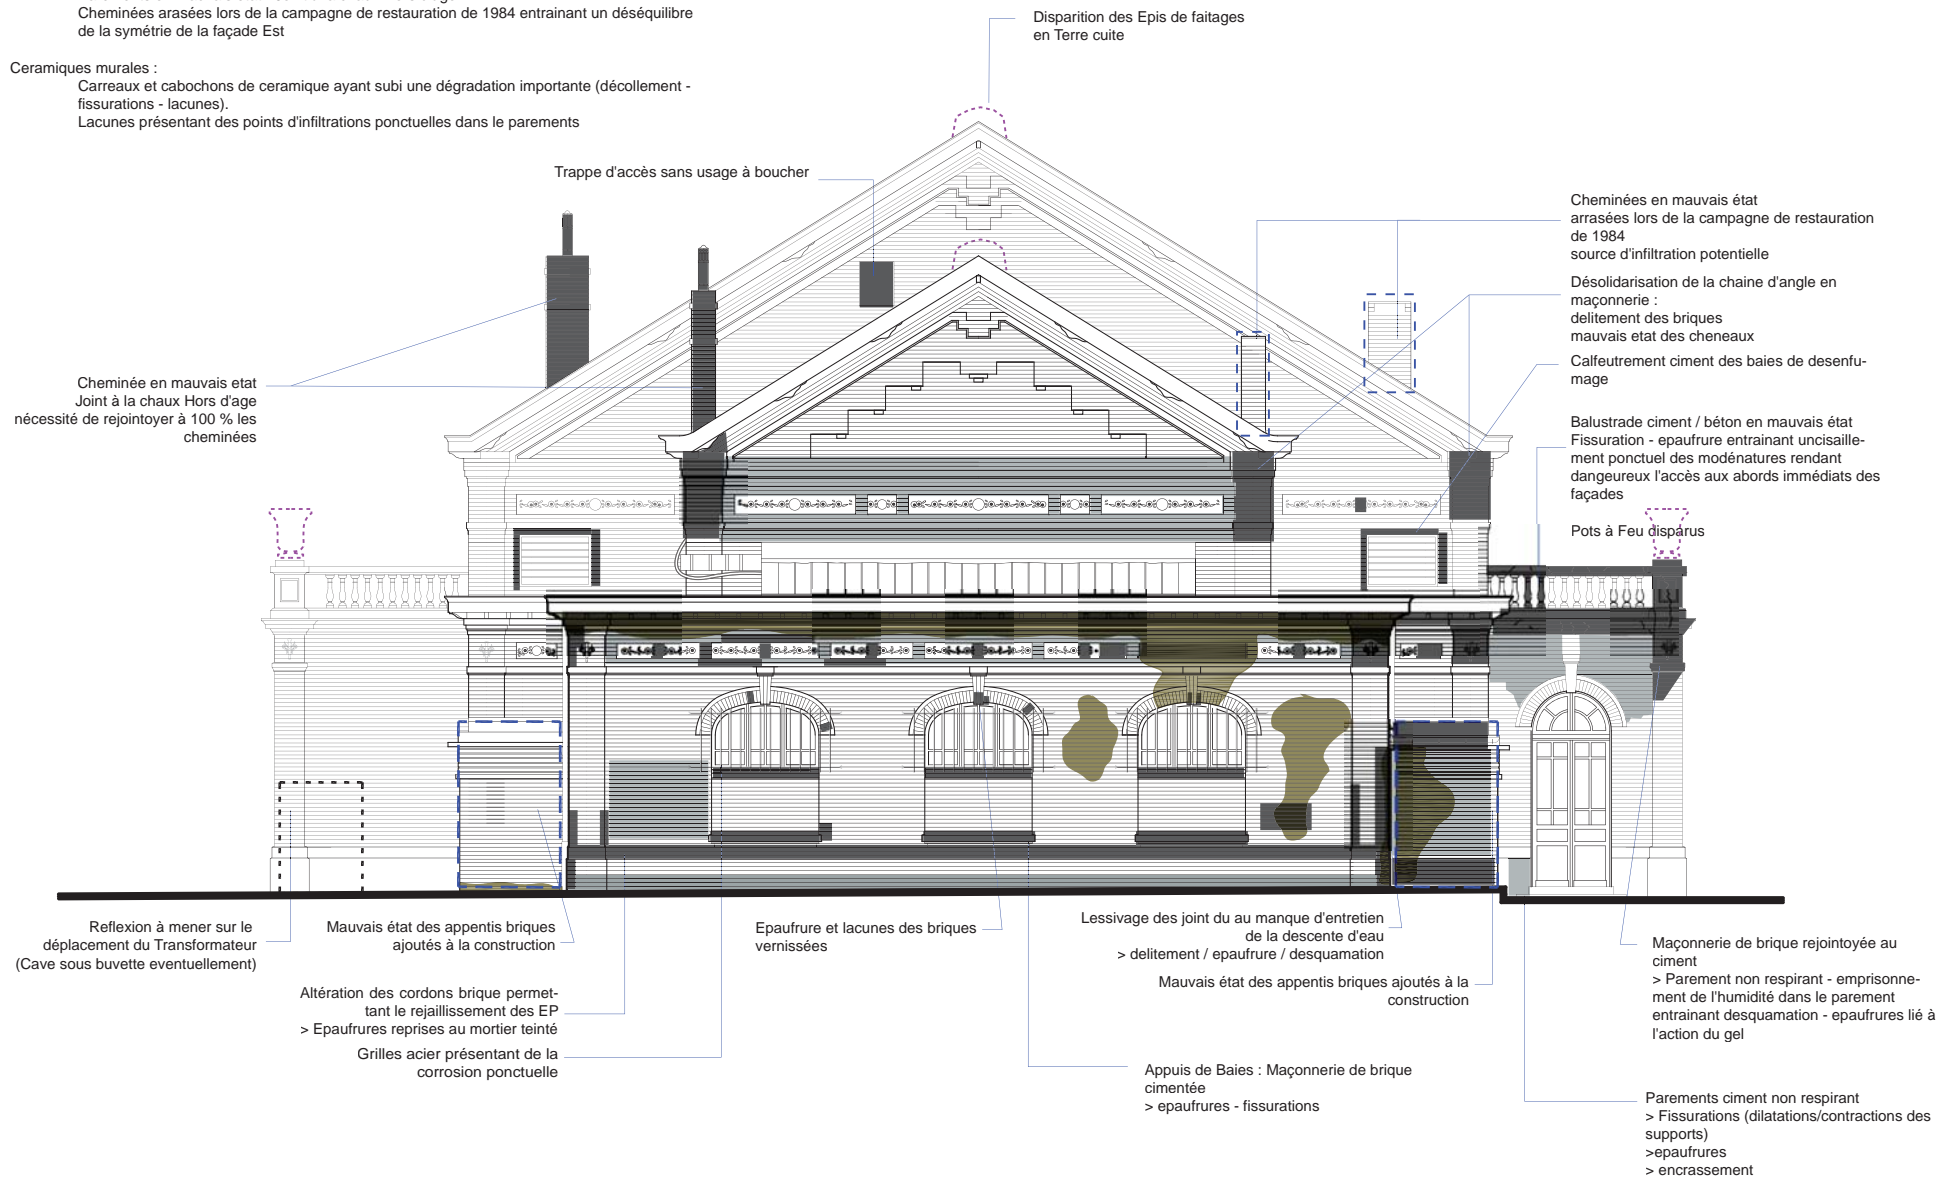 Cheminées arasées lors de la campagne de restauration de 1984 entrainant un déséquilibre
de la symétrie de la façade Est
Ceramiques murales :
Carreaux et cabochons de ceramique ayant subi une dégradation importante (décollement -
fissurations - lacunes).
Lacunes présentant des points d'infiltrations ponctuelles dans le parements
Disparition des Epis de faitages
en Terre cuite
Trappe d'accès sans usage à boucher
Cheminées en mauvais état
arasées lors de la campagne de restauration
de 1984
source d'infiltration potentielle
Désolidarisation de la chaine d'angle en
maçonnerie :
delitement des briques
mauvais etat des cheneaux
Calfeutrement ciment des baies de desenfu-
mage
Cheminée en mauvais etat
Joint à la chaux Hors d'age
nécessité de rejointoyer à 100 % les
cheminées
Balustrade ciment / béton en mauvais état
Fissuration - epaufrure entrainant uncisaille-
ment ponctuel des modénatures rendant
dangeureux l'accès aux abords immédiats des
façades
Pots à Feu disparus
Reflexion à mener sur le
déplacement du Transformateur
(Cave sous buvette eventuellement)
Mauvais état des appentis briques
ajoutés à la construction
Altération des cordons brique permet-
tant le rejaillissement des EP
> Epaufrures reprises au mortier teinté
Grilles acier présentant de la
corrosion ponctuelle
Epaufrure et lacunes des briques
vernissées
Lessivage des joint du au manque d'entretien
de la descente d'eau
> delitement / epaufrure / desquamation
Mauvais état des appentis briques ajoutés à la
construction
Appuis de Baies : Maçonnerie de brique
cimentée
> epaufrures - fissurations
Maçonnerie de brique rejointoyée au
ciment
> Parement non respirant - emprisonne-
ment de l'humidité dans le parement
entrainant desquamation - epaufrures lié à
l'action du gel
Parements ciment non respirant
> Fissurations (dilatations/contractions des
supports)
>epaufrures
> encrassement